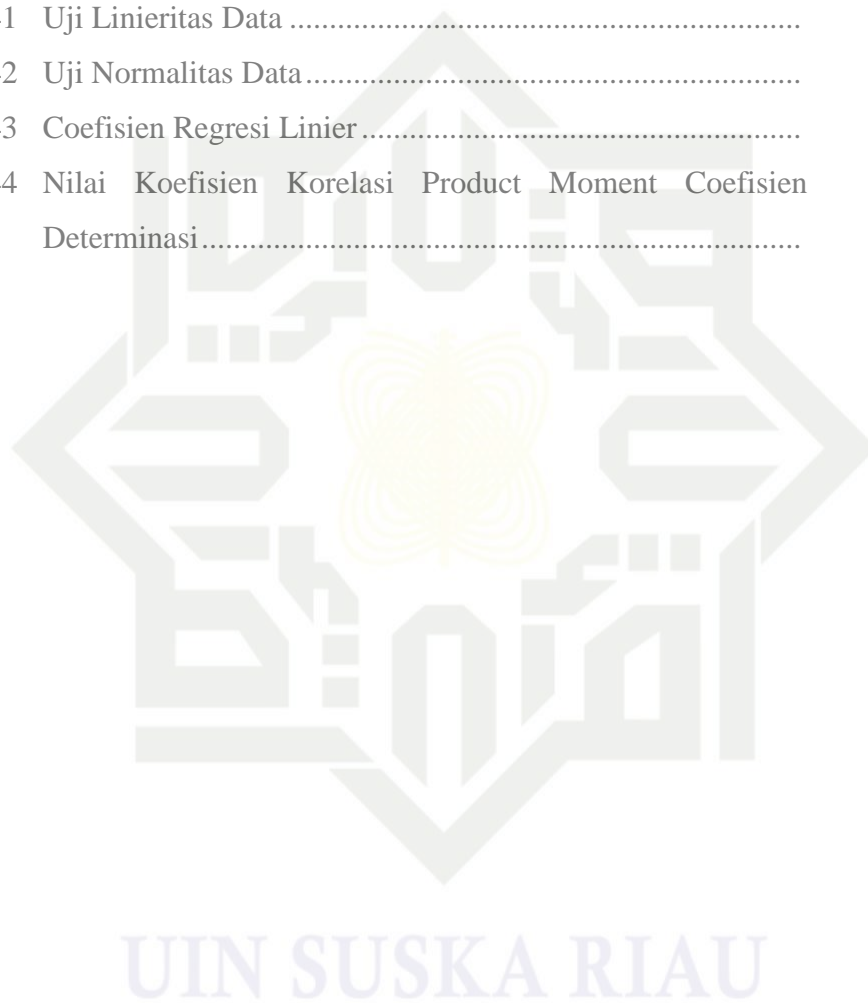 1 Uji Linieritas Data ................................................................
2 Uji Normalitas Data..............................................................
3 Coefisien Regresi Linier .......................................................
4 Nilai Koefisien Korelasi Product Moment Coefisien
Determinasi...........................................................................
UIN SUSKA RIAU